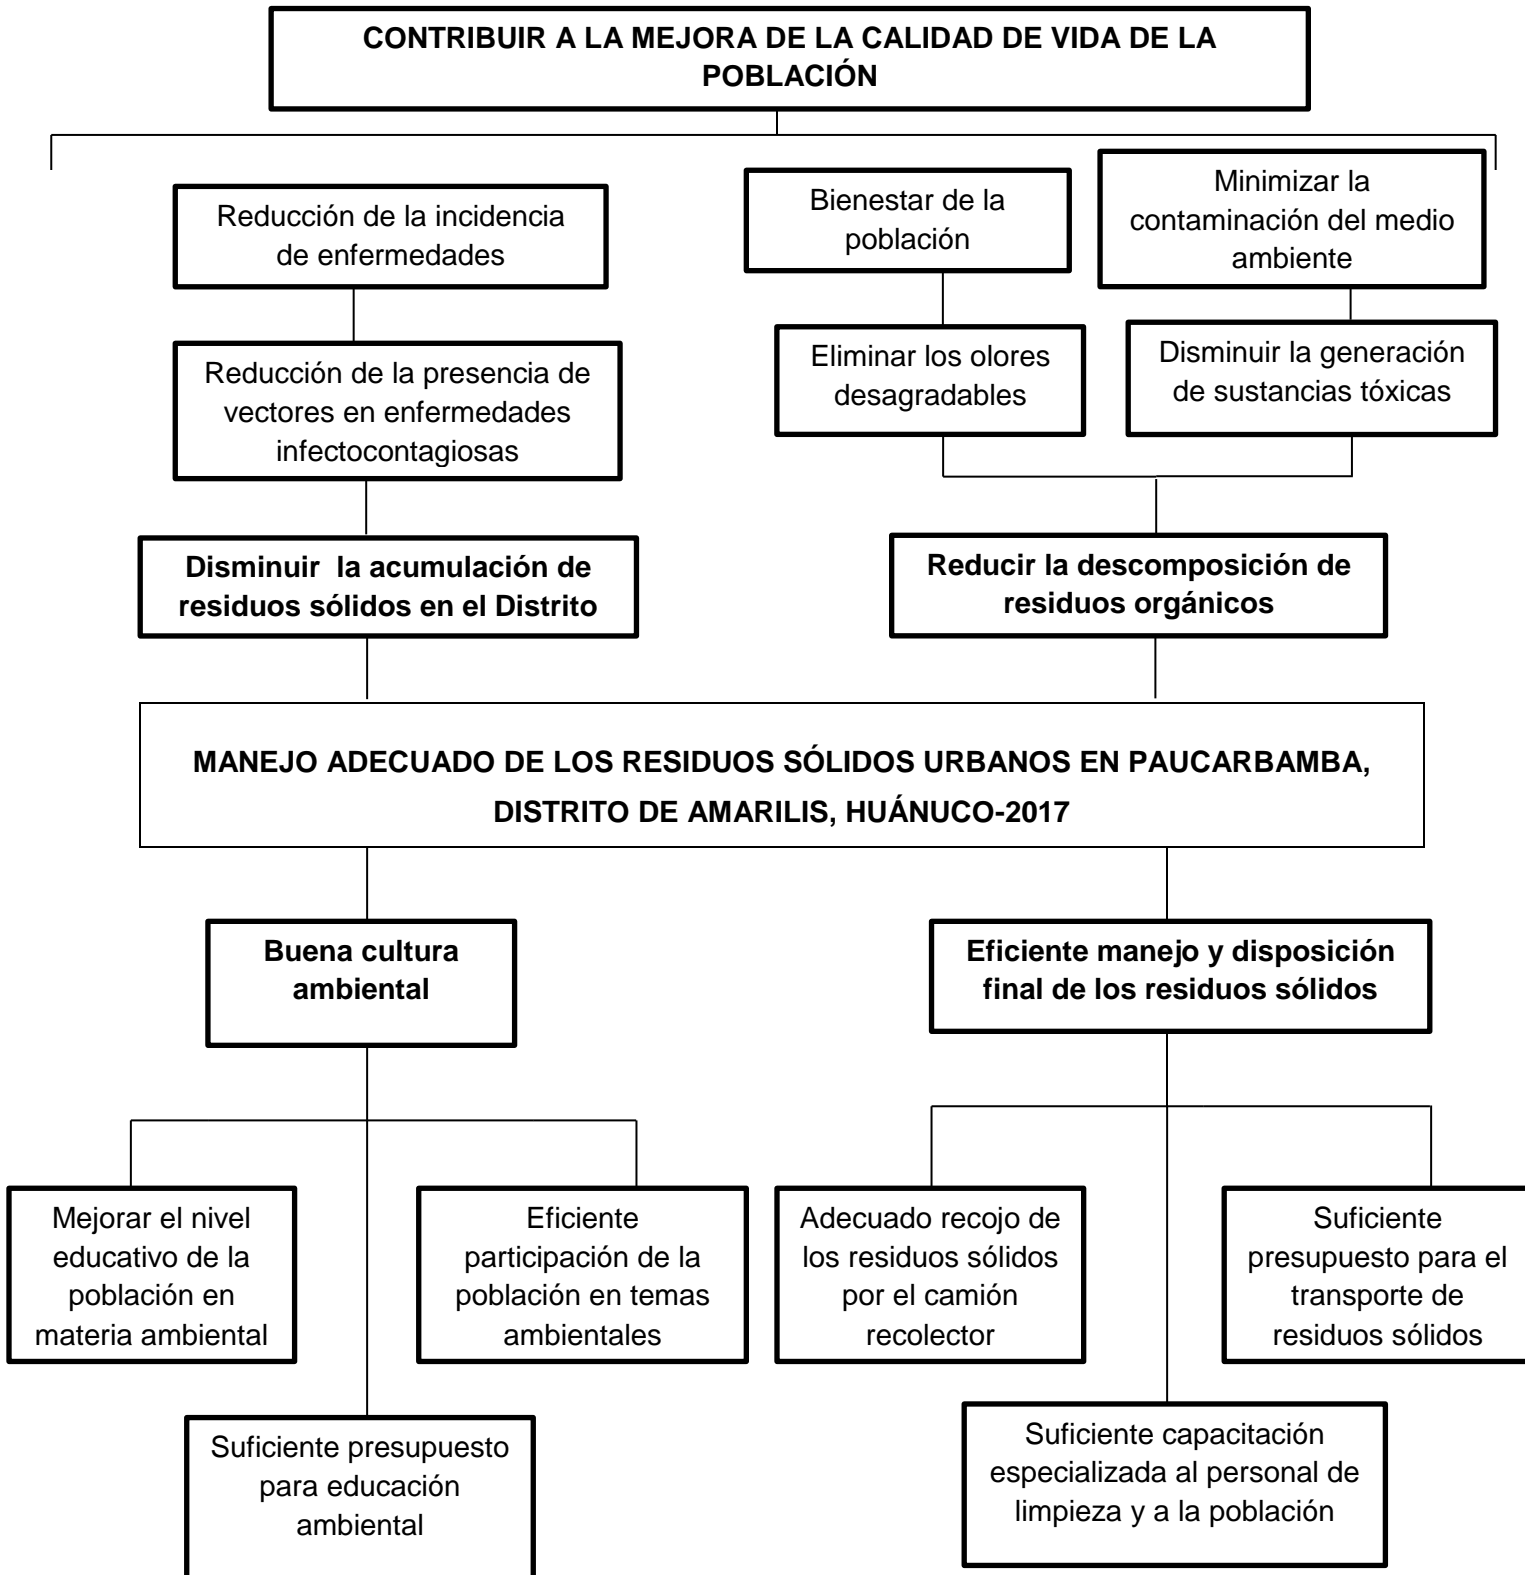 CONTRIBUIR A LA MEJORA DE LA CALIDAD DE VIDA DE LA
POBLACIÓN
Reducción de la incidencia
de enfermedades
Bienestar de la
población
Minimizar la
contaminación del medio
ambiente
Reducción de la presencia de
vectores en enfermedades
infectocontagiosas
Eliminar los olores
desagradables
Disminuir la generación
de sustancias tóxicas
Disminuir la acumulación de
residuos sólidos en el Distrito
Reducir la descomposición de
residuos orgánicos
MANEJO ADECUADO DE LOS RESIDUOS SÓLIDOS URBANOS EN PAUCARBAMBA,
DISTRITO DE AMARILIS, HUÁNUCO-2017
Buena cultura
ambiental
Eficiente manejo y disposición
final de los residuos sólidos
Mejorar el nivel
educativo de la
población en
materia ambiental
Eficiente
participación de la
población en temas
ambientales
Adecuado recojo de
los residuos sólidos
por el camión
recolector
Suficiente
presupuesto para el
transporte de
residuos sólidos
Suficiente presupuesto
para educación
ambiental
Suficiente capacitación
especializada al personal de
limpieza y a la población